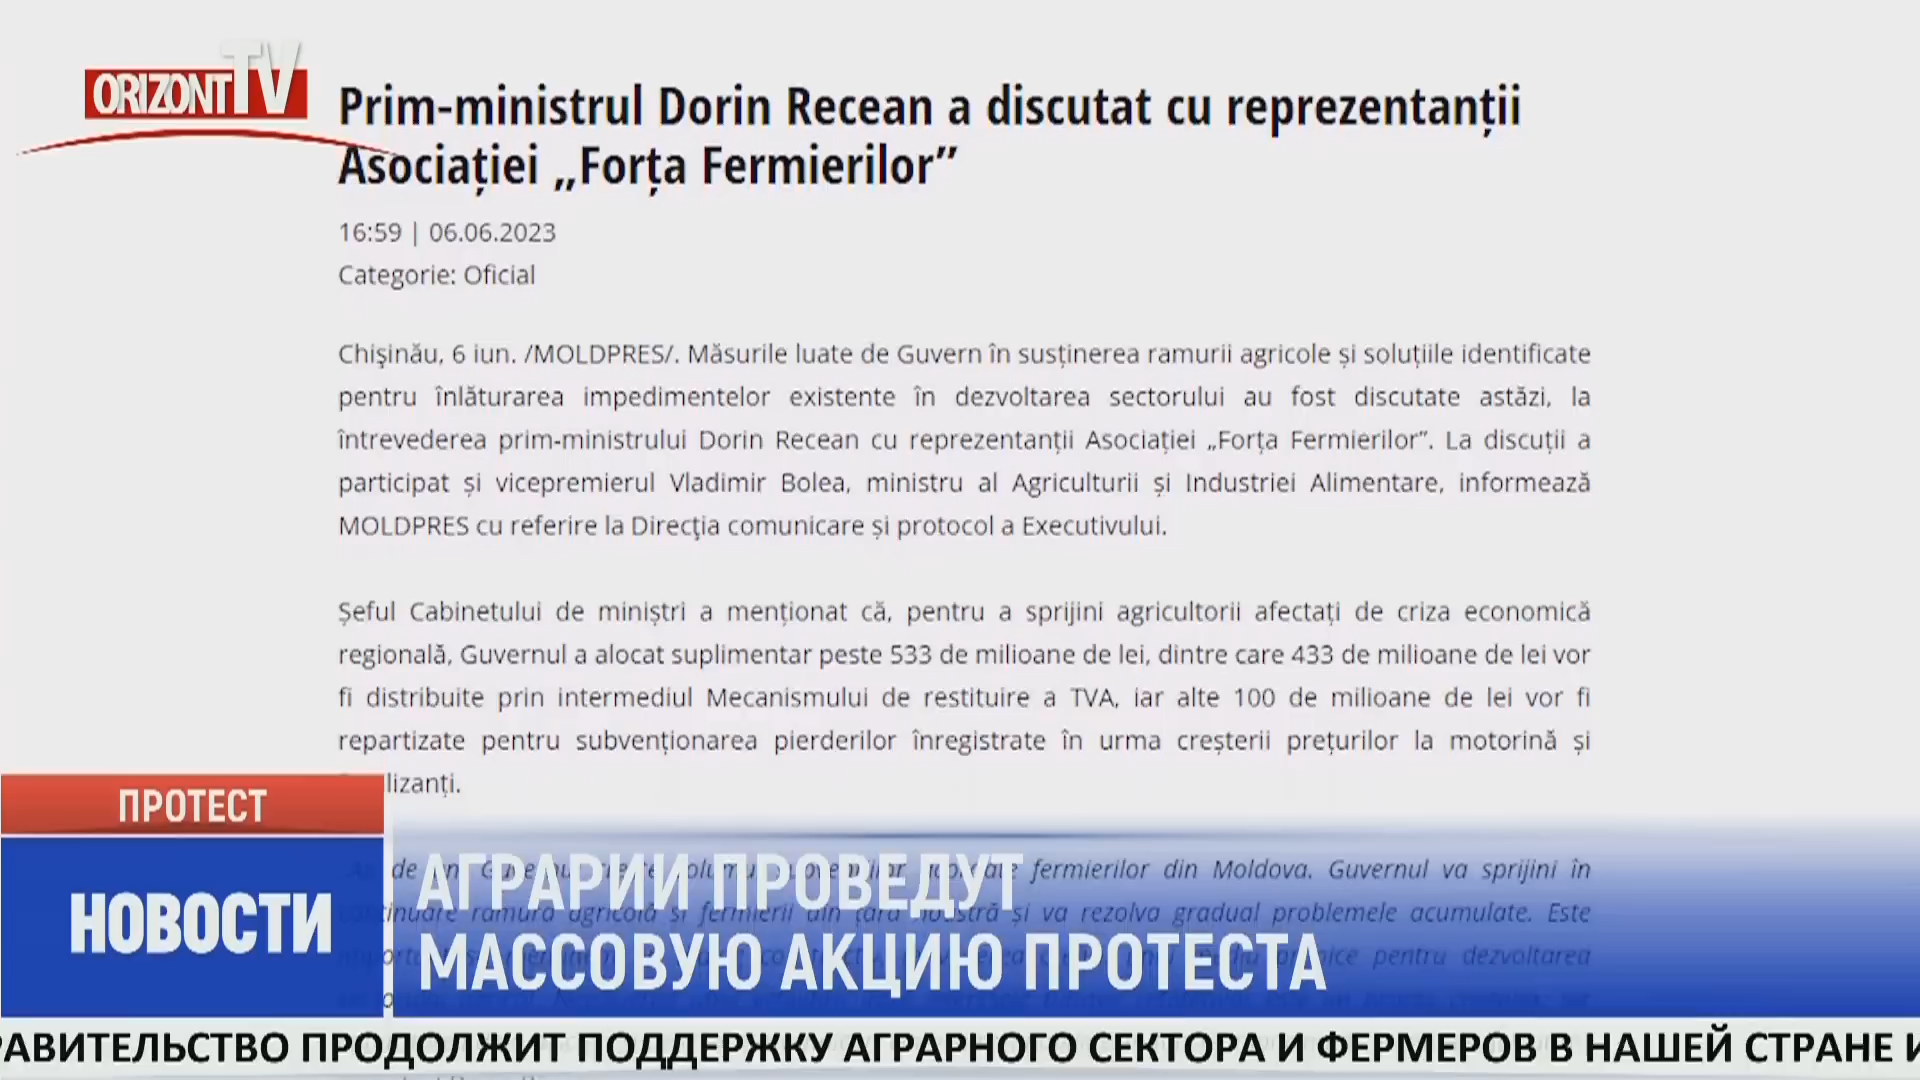 ORIZONT TV
Prim-ministrul Dorin Recean a discutat cu reprezentanții
Asociației „Forța Fermierilor”
16:59 | 06.06.2023
Categorie: Oficial
Chişinău, 6 iun. /MOLDPRES/. Măsurile luate de Guvern în susținerea ramurii agricole și soluțiile identificate
pentru înlăturarea impedimentelor existente în dezvoltarea sectorului au fost discutate astăzi, la
întrevederea prim-ministrului Dorin Recean cu reprezentanții Asociației „Forța Fermierilor”. La discuții a
participat și vicepremierul Vladimir Bolea, ministru al Agriculturii și Industriei Alimentare, informează
MOLDPRES cu referire la Direcţia comunicare și protocol a Executivului.
Șeful Cabinetului de miniștri a menționat că, pentru a sprijini agricultorii afectați de criza economică
regională, Guvernul a alocat suplimentar peste 533 de milioane de lei, dintre care 433 de milioane de lei vor
fi distribuite prin intermediul Mecanismului de restituire a TVA, iar alte 100 de milioane de lei vor fi
repartizate pentru subvenționarea pierderilor înregistrate în urma creșterii prețurilor la motorină și
lizanți.
fermierilor din Moldova. Guvernul va sprijini în
ramura agricolă și fermierii din țara noastră și va rezolva gradual problemele acumulate. Este
pentru dezvoltarea
ПРОТЕСТ
НОВОСТИ
АГРАРИИ ПРОВЕДУТ
МАССОВУЮ АКЦИЮ ПРОТЕСТА
РАВИТЕЛЬСТВО ПРОДОЛЖИТ ПОДДЕРЖКУ АГРАРНОГО СЕКТОРА И ФЕРМЕРОВ В НАШЕЙ СТРАНЕ И